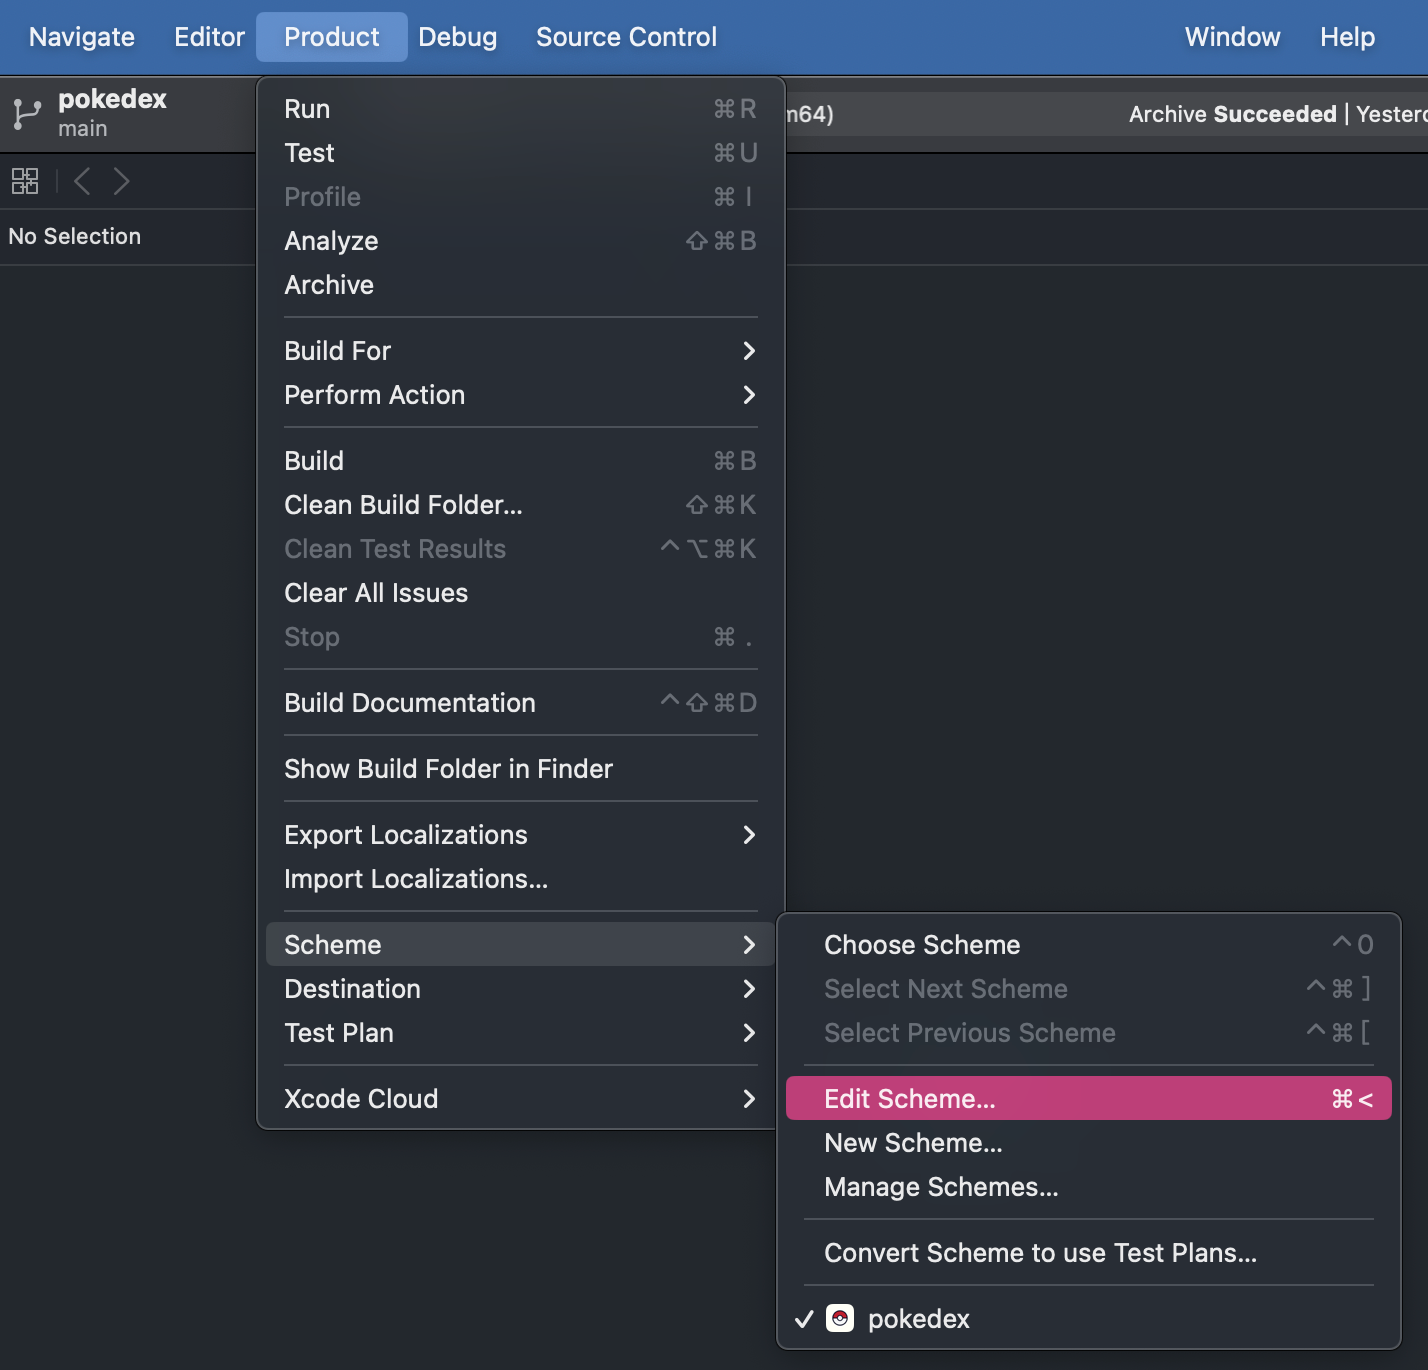 Navigate Editor Product Debug Source Control Window Help
pokedex
main
m64)
Archive Succeeded | Yester
No Selection
Run ⌘R
Test ⌘U
Profile ⌘I
Analyze ⇧⌘B
Archive
Build For
Perform Action
Build ⌘B
Clean Build Folder... ⇧⌘K
Clean Test Results ^⌥⌘K
Clear All Issues
Stop ⌘.
Build Documentation ^⇧⌘D
Show Build Folder in Finder
Export Localizations
Import Localizations...
Scheme
Destination
Test Plan
Xcode Cloud
Choose Scheme ^0
Select Next Scheme ^⌘]
Select Previous Scheme ^⌘[
Edit Scheme... ⌘<
New Scheme...
Manage Schemes...
Convert Scheme to use Test Plans...
pokedex